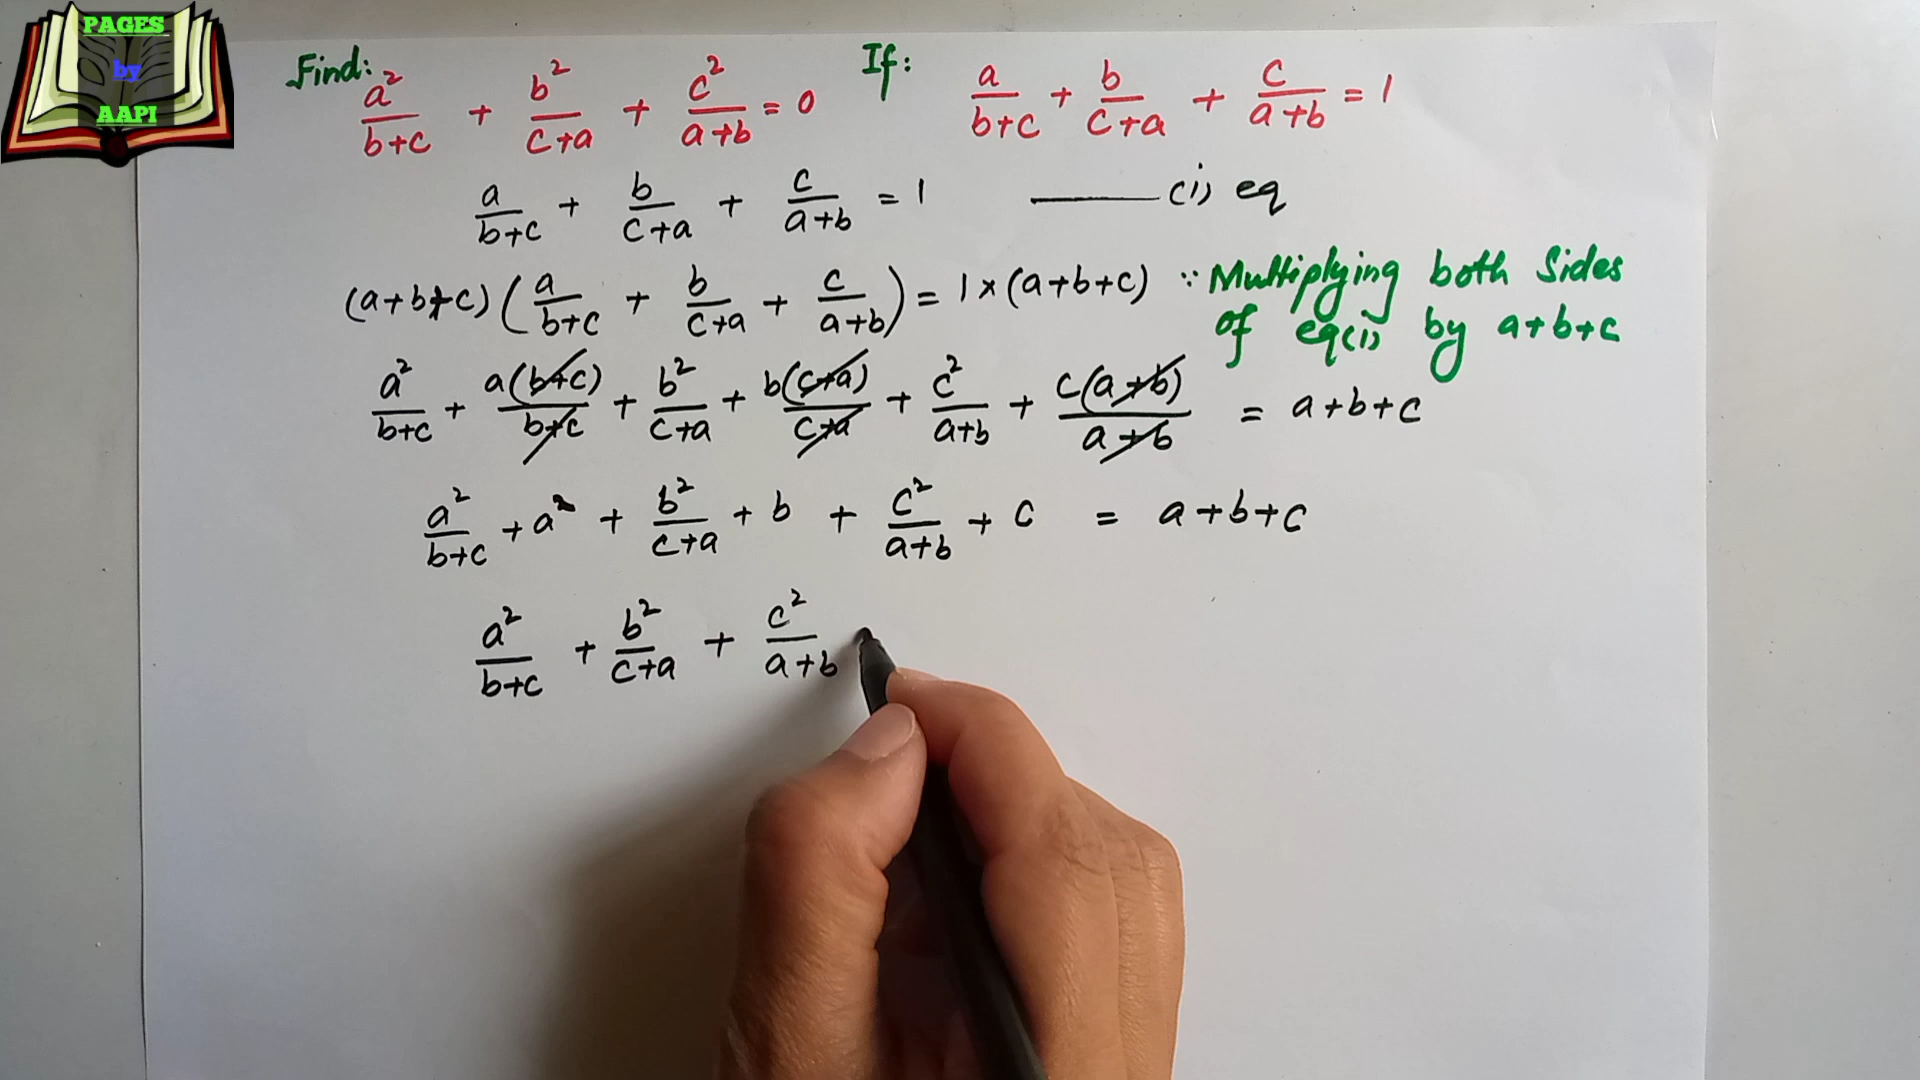 PAGES
by
AAPI
Find: a²/(b+c) + b²/(c+a) + c²/(a+b) = 0 If: a/(b+c) + b/(c+a) + c/(a+b) = 1
a/(b+c) + b/(c+a) + c/(a+b) = 1 ——— (i) eq
(a+b+c)(a/(b+c) + b/(c+a) + c/(a+b)) = 1×(a+b+c) ∵ Multiplying both Sides
of eq(i) by a+b+c
a²/(b+c) + a(b+c)/(b+c) + b²/(c+a) + b(c+a)/(c+a) + c²/(a+b) + c(a+b)/(a+b) = a+b+c
a²/(b+c) + a + b²/(c+a) + b + c²/(a+b) + c = a+b+c
a²/(b+c) + b²/(c+a) + c²/(a+b)